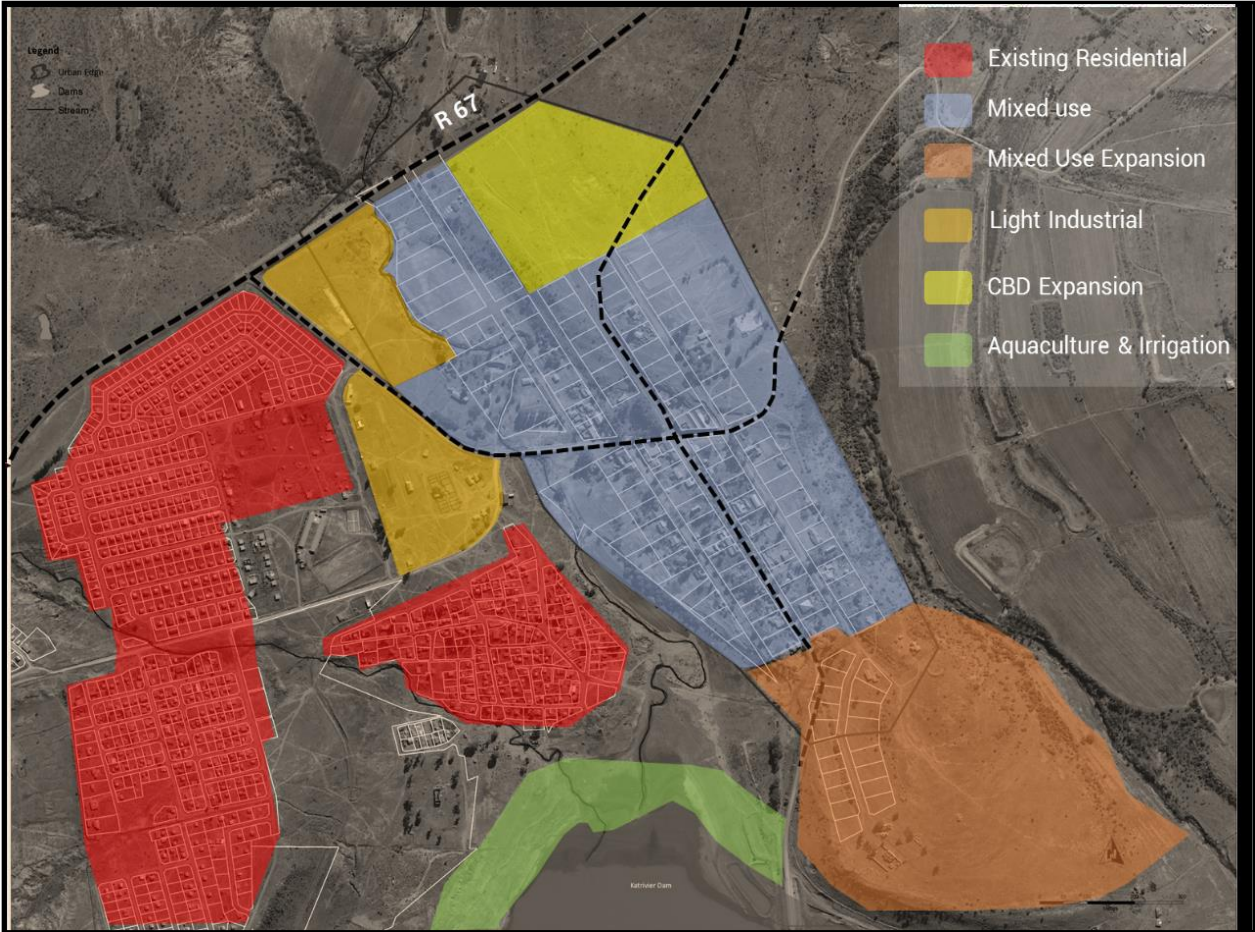 Legend
Urban Edge
Dams
Stream
R 67
Existing Residential
Mixed use
Mixed Use Expansion
Light Industrial
CBD Expansion
Aquaculture & Irrigation
Katrivier Dam